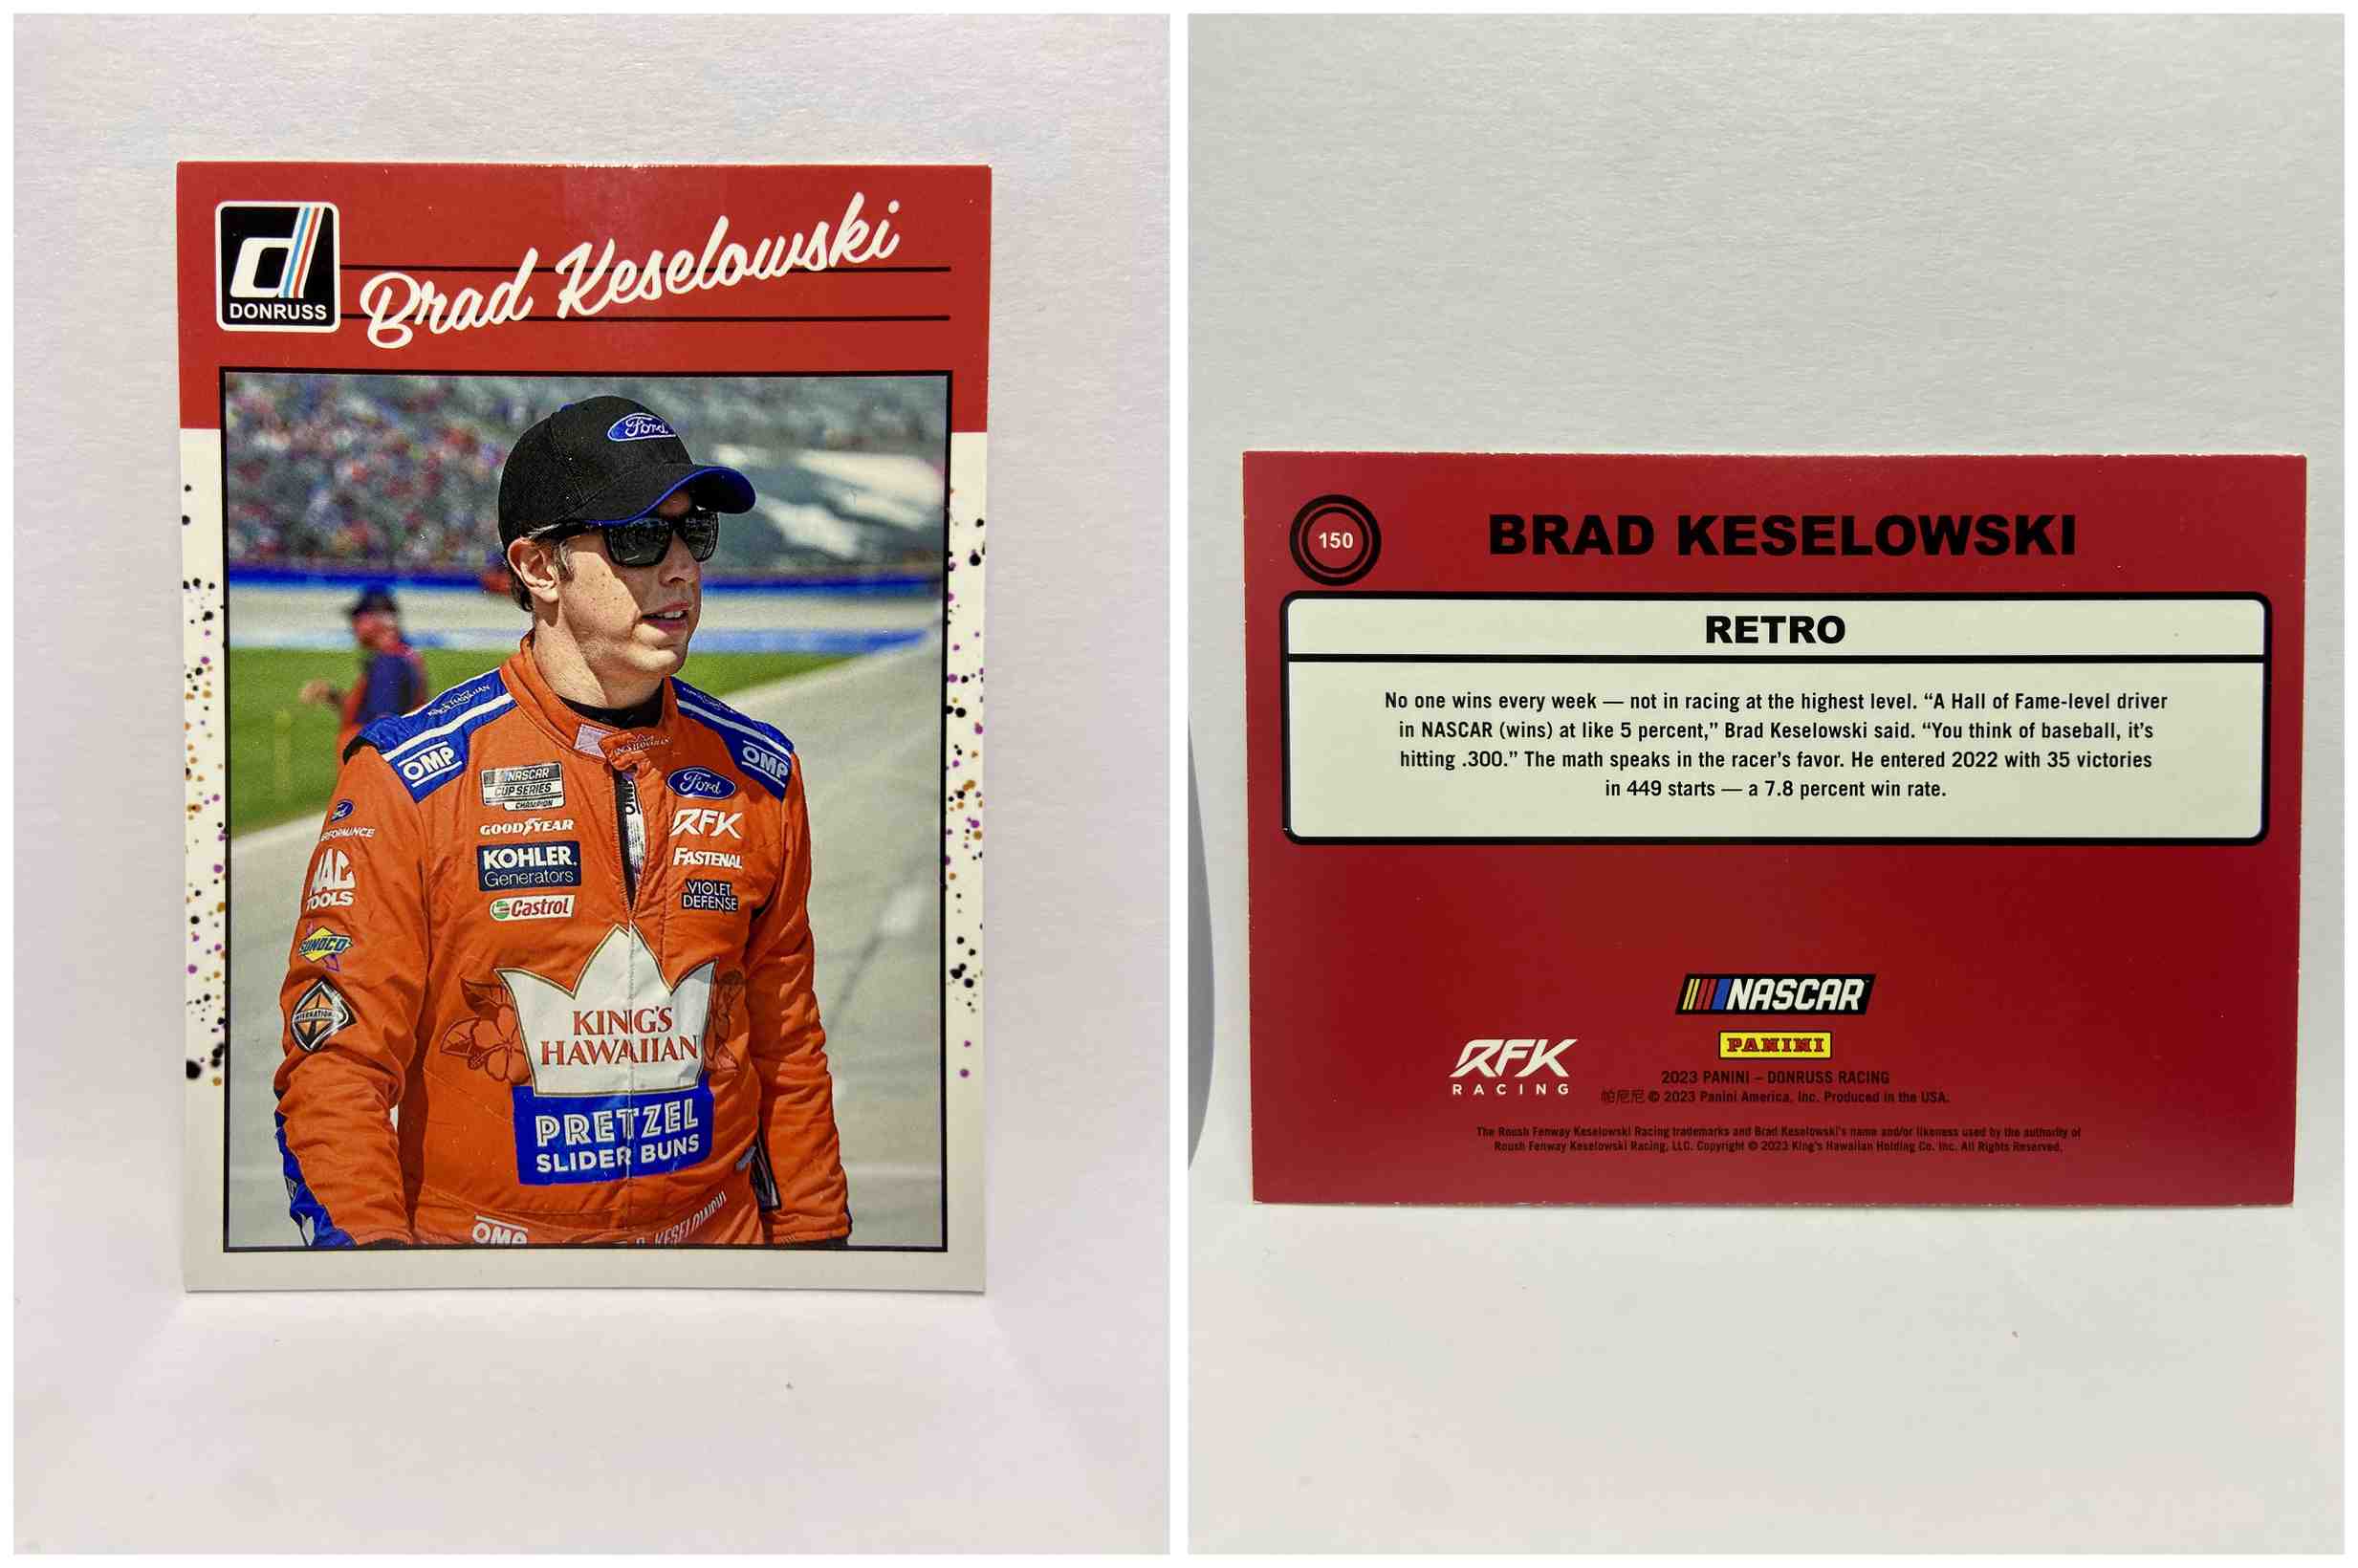 DONRUSS
Brad Keselowski
Ford
OMP
OMP
NASCAR
CUP SERIES
CHAMPION
Ford
GOODYEAR
RFK
KOHLER.
Generators
FASTENAL
Castrol
VIOLET
DEFENSE
MAC
TOOLS
SUNOCO
INTERNATIONAL
KING'S
HAWAIIAN
PRETZEL
SLIDER BUNS
OMP
B. KESELOWSKI
150
BRAD KESELOWSKI
RETRO
No one wins every week — not in racing at the highest level. “A Hall of Fame-level driver
in NASCAR (wins) at like 5 percent,” Brad Keselowski said. “You think of baseball, it’s
hitting .300.” The math speaks in the racer’s favor. He entered 2022 with 35 victories
in 449 starts — a 7.8 percent win rate.
NASCAR
PANINI
RFK
RACING
2023 PANINI – DONRUSS RACING
帕尼尼 © 2023 Panini America, Inc. Produced in the USA.
The Roush Fenway Keselowski Racing trademarks and Brad Keselowski's name and/or likeness used by the authority of
Roush Fenway Keselowski Racing, LLC. Copyright © 2023 King's Hawaiian Holding Co. Inc. All Rights Reserved.